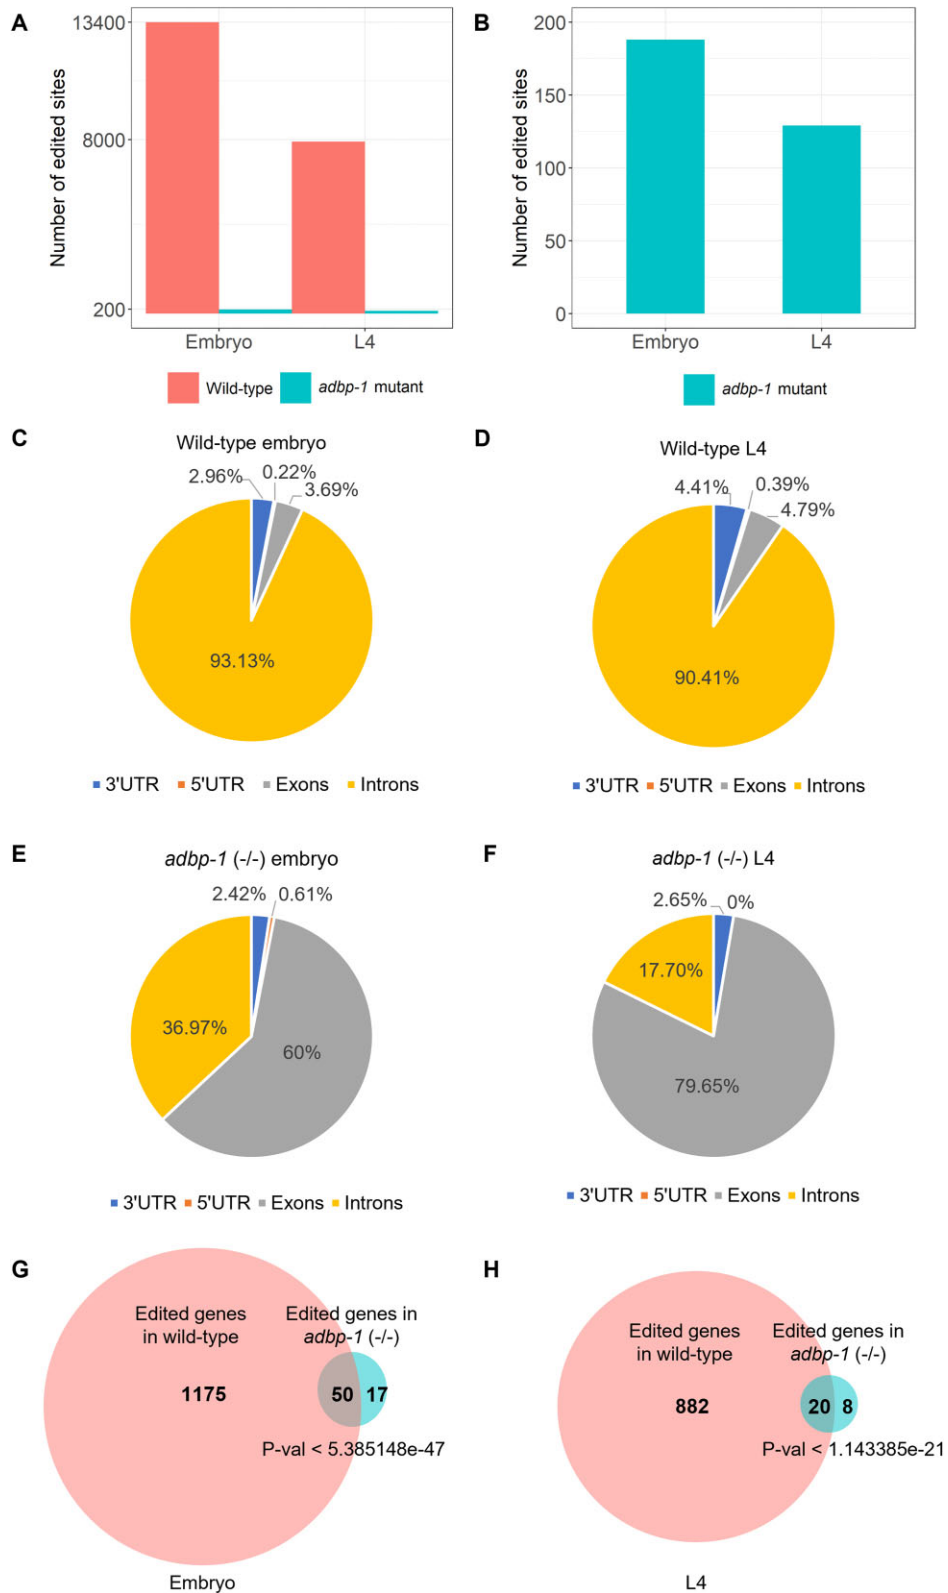 A
Number of edited sites
13400
8000
200
Embryo
L4
Wild-type
adbp-1 mutant
B
Number of edited sites
200
150
100
50
0
Embryo
L4
adbp-1 mutant
C
Wild-type embryo
2.96%
0.22%
3.69%
93.13%
3'UTR
5'UTR
Exons
Introns
D
Wild-type L4
4.41%
0.39%
4.79%
90.41%
3'UTR
5'UTR
Exons
Introns
E
adbp-1 (-/-) embryo
2.42%
0.61%
36.97%
60%
3'UTR
5'UTR
Exons
Introns
F
adbp-1 (-/-) L4
2.65%
0%
17.70%
79.65%
3'UTR
5'UTR
Exons
Introns
G
Edited genes
in wild-type
Edited genes in
adbp-1 (-/-)
1175
50
17
P-val < 5.385148e-47
Embryo
H
Edited genes
in wild-type
Edited genes in
adbp-1 (-/-)
882
20
8
P-val < 1.143385e-21
L4